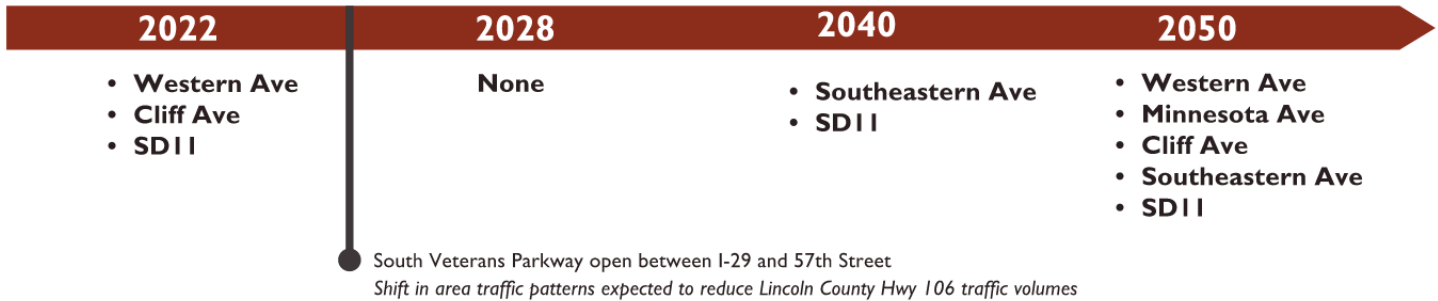 2022
2028
2040
2050
• Western Ave
• Cliff Ave
• SD11
None
• Southeastern Ave
• SD11
• Western Ave
• Minnesota Ave
• Cliff Ave
• Southeastern Ave
• SD11
South Veterans Parkway open between I-29 and 57th Street
Shift in area traffic patterns expected to reduce Lincoln County Hwy 106 traffic volumes